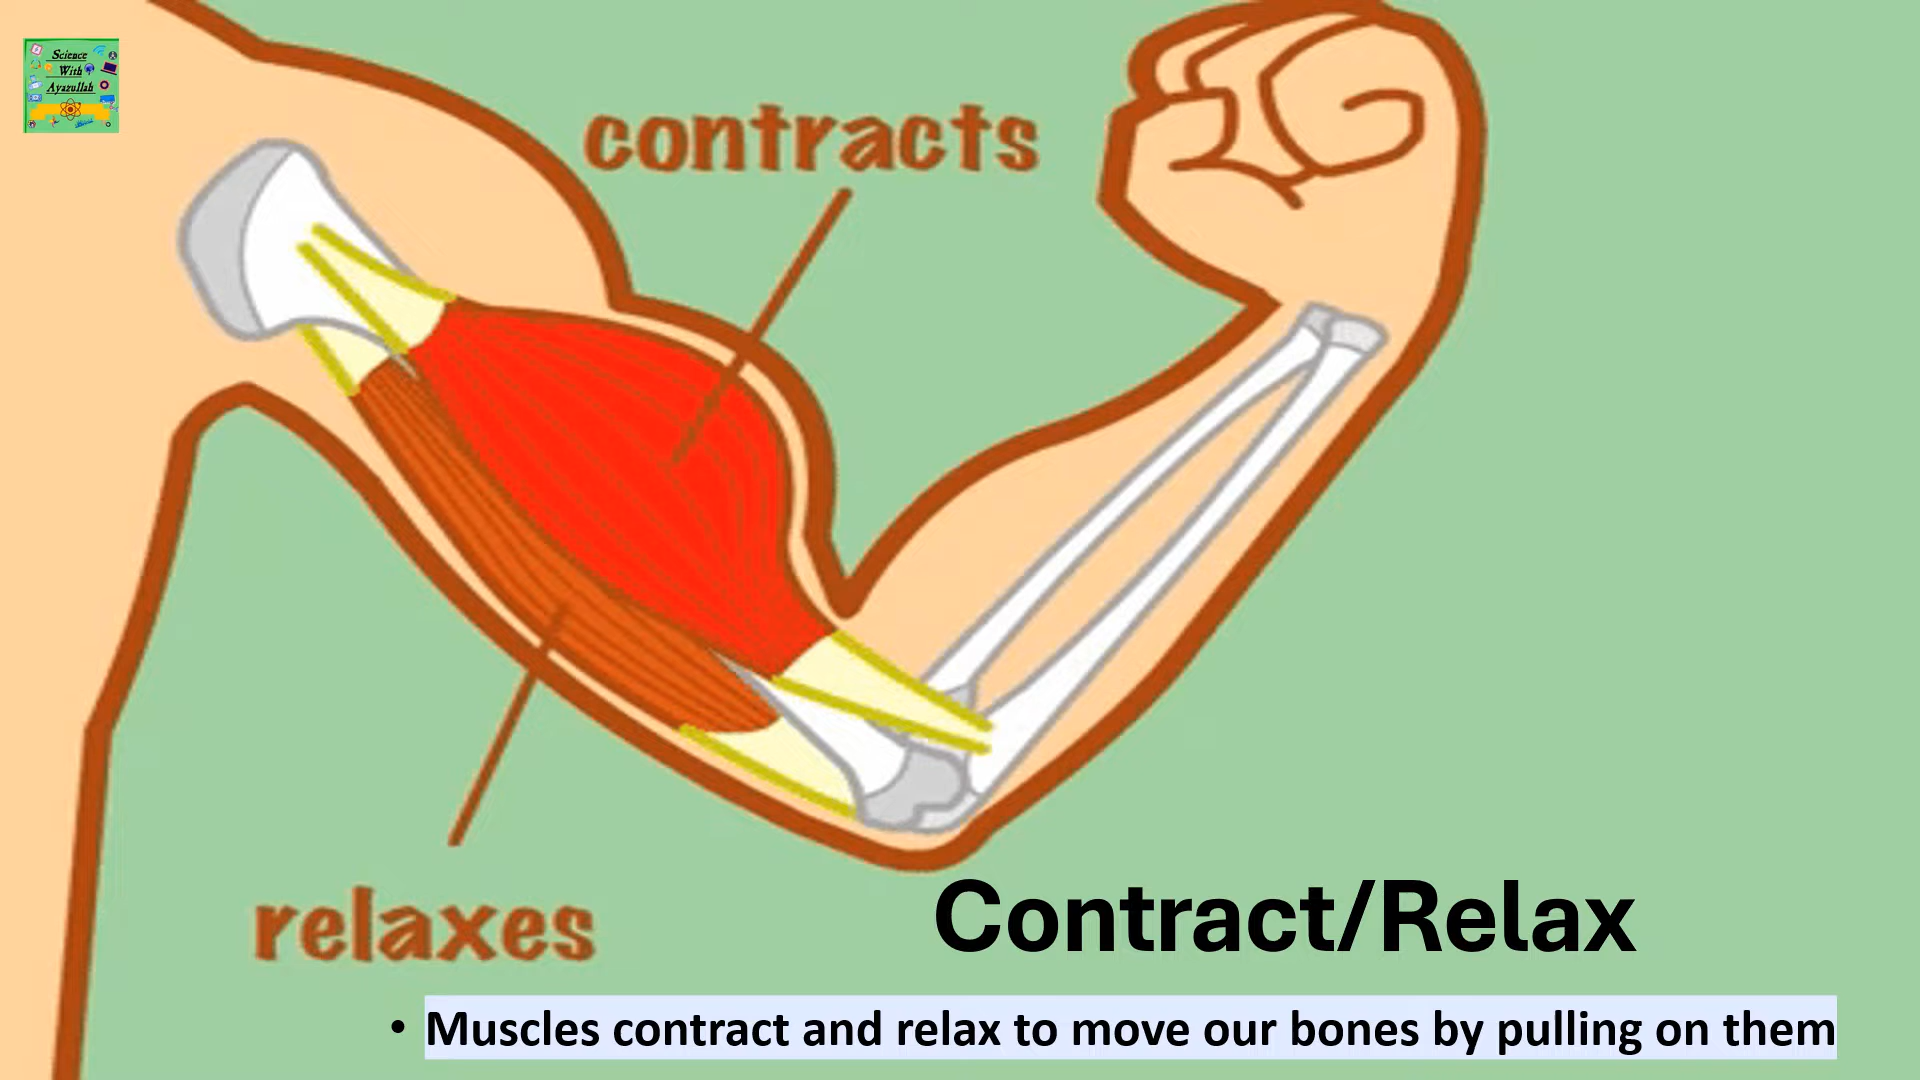 Science
With
Ayazullah
contracts
relaxes
Contract/Relax
• Muscles contract and relax to move our bones by pulling on them